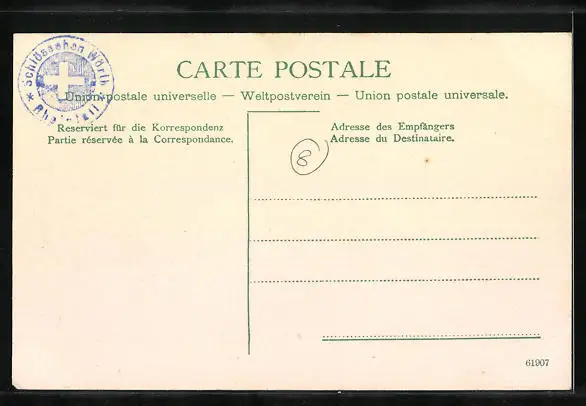 Schlösschen Wörth
* Rheinfall *
CARTE POSTALE
Union postale universelle — Weltpostverein — Union postale universale.
Reserviert für die Korrespondenz
Partie réservée à la Correspondance.
Adresse des Empfängers
Adresse du Destinataire.
8
61907